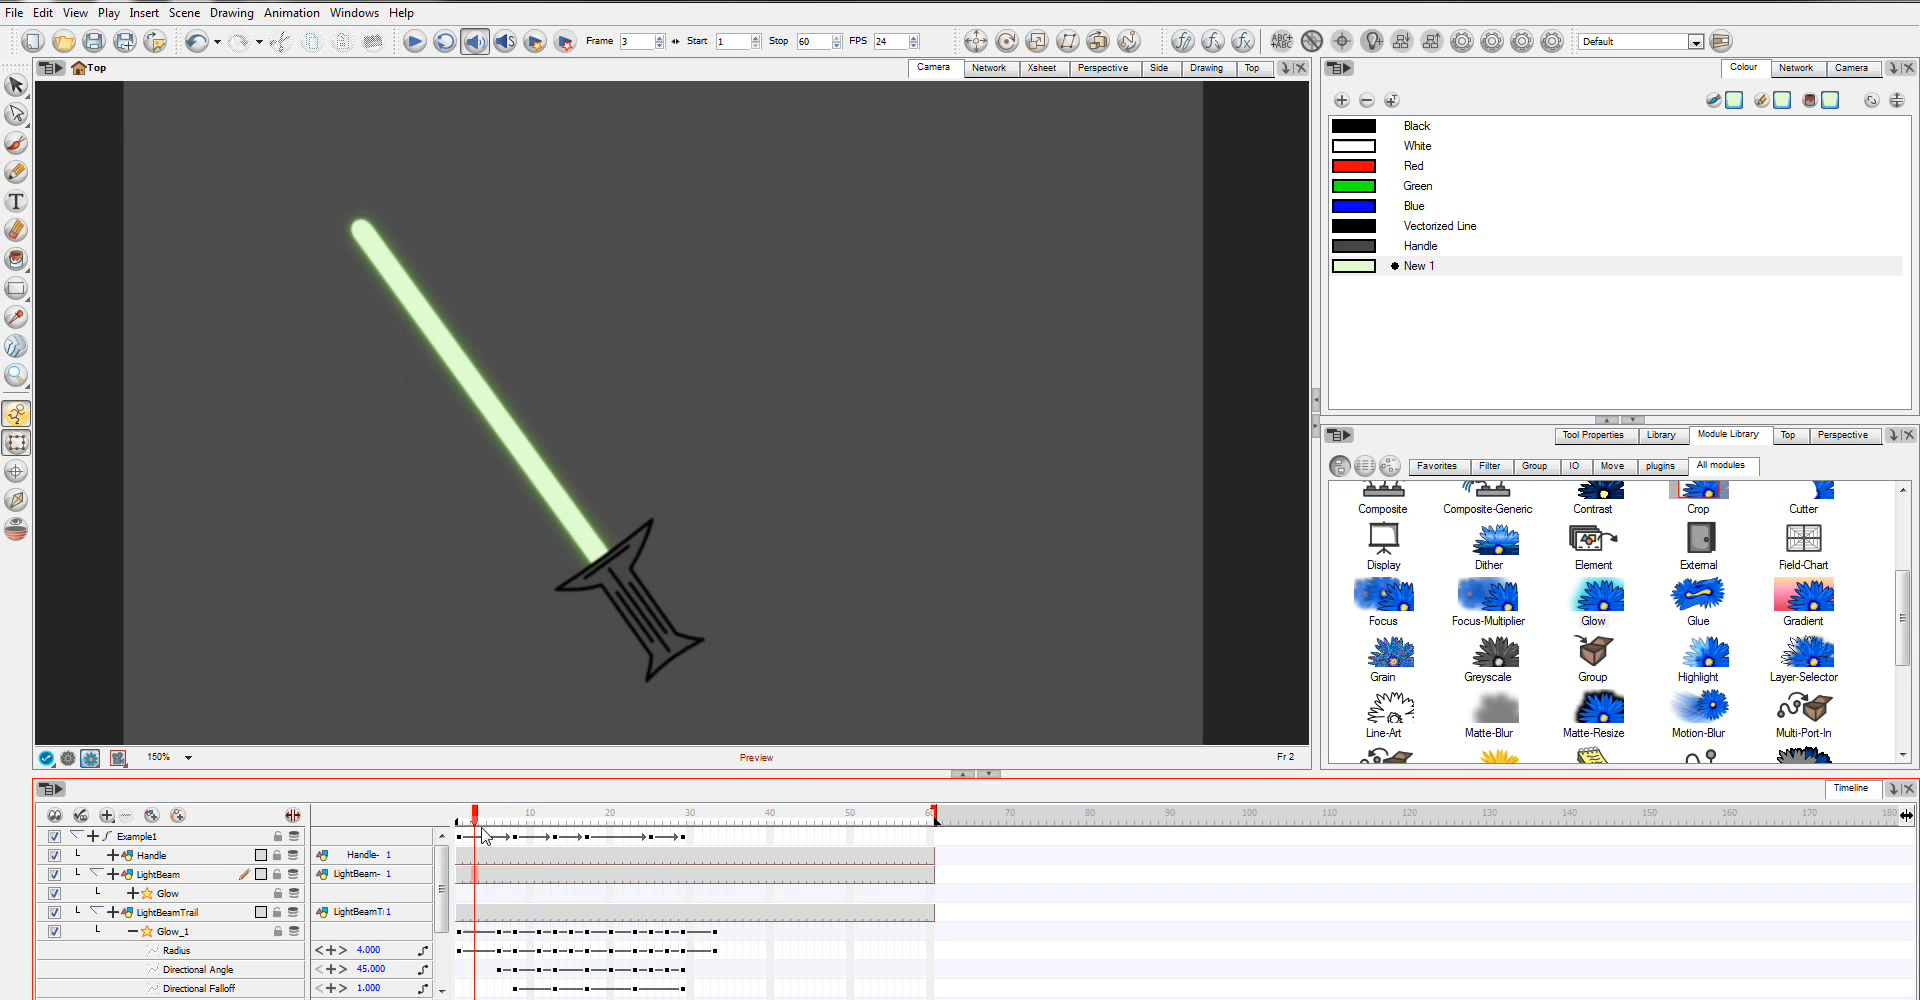 File Edit View Play Insert Scene Drawing Animation Windows Help
Frame 3 Start 1 Stop 60 FPS 24 Default
Top Camera Network Xsheet Perspective Side Drawing Top
Colour Network Camera
Black
White
Red
Green
Blue
Vectorized Line
Handle
New 1
Tool Properties Library Module Library Top Perspective
Favorites Filter Group IO Move plugins All modules
Composite Composite-Generic Contrast Crop Cutter
Display Dither Element External Field-Chart
Focus Focus-Multiplier Glow Glue Gradient
Grain Greyscale Group Highlight Layer-Selector
Line-Art Matte-Blur Matte-Resize Motion-Blur Multi-Port-In
150% Preview Fr 2
Timeline
10 20 30 40 50 60 70 80 90 100 110 120 130 140 150 160 170 180
Example1
Handle Handle- 1
LightBeam LightBeam- 1
Glow
LightBeamTrail LightBeamTi 1
Glow_1
Radius 4.000
Directional Angle 45.000
Directional Falloff 1.000